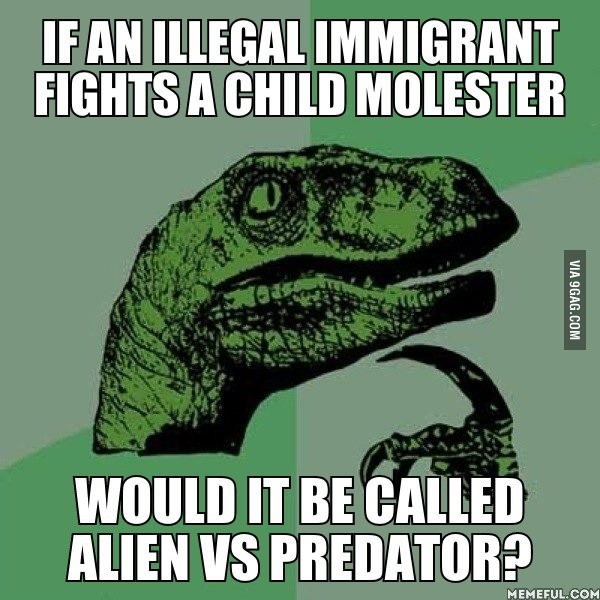 IF AN ILLEGAL IMMIGRANT
FIGHTS A CHILD MOLESTER
VIA 9GAG.COM
WOULD IT BE CALLED
ALIEN VS PREDATOR?
MEMEFUL.COM